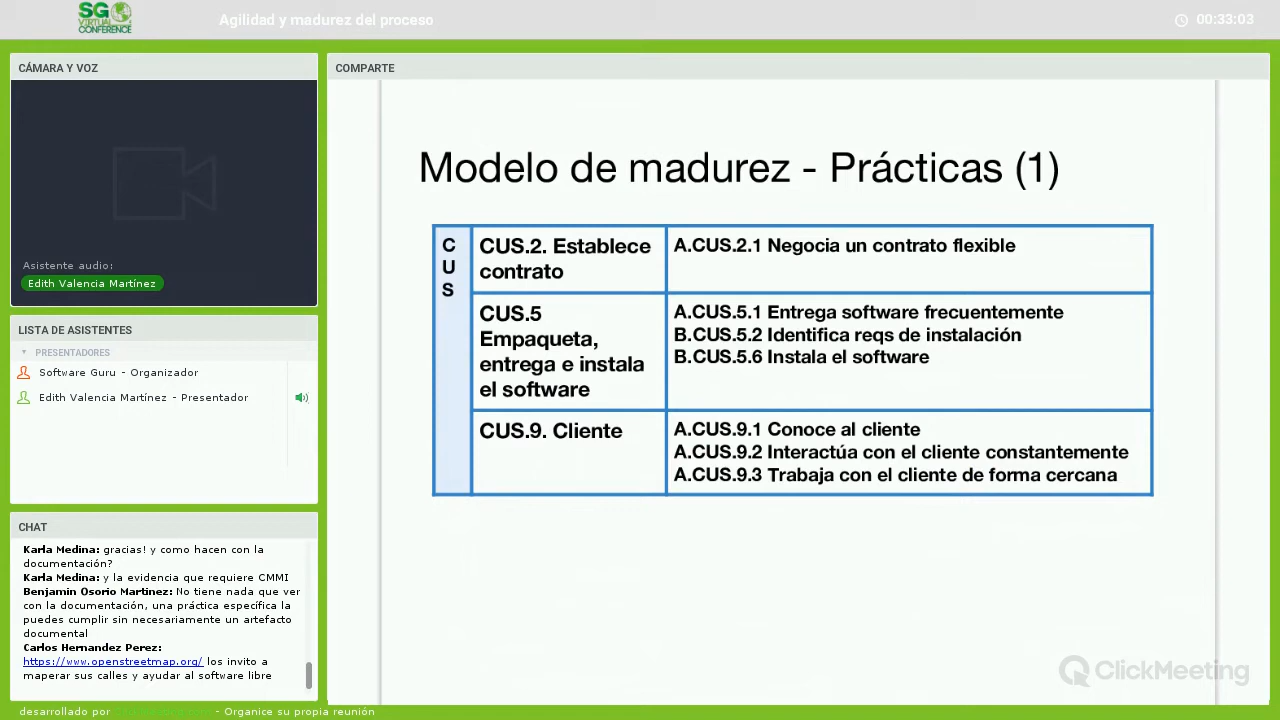 SG
VIRTUAL
CONFERENCE
Agilidad y madurez del proceso
00:33:03
CÁMARA Y VOZ
Asistente audio:
Edith Valencia Martínez
LISTA DE ASISTENTES
PRESENTADORES
Software Guru - Organizador
Edith Valencia Martínez - Presentador
CHAT
Karla Medina: gracias! y como hacen con la
documentación?
Karla Medina: y la evidencia que requiere CMMI
Benjamin Osorio Martinez: No tiene nada que ver
con la documentación, una práctica específica la
puedes cumplir sin necesariamente un artefacto
documental
Carlos Hernandez Perez:
https://www.openstreetmap.org/ los invito a
maperar sus calles y ayudar al software libre
COMPARTE
Modelo de madurez - Prácticas (1)
C
U
S
CUS.2. Establece
contrato
A.CUS.2.1 Negocia un contrato flexible
CUS.5
Empaqueta,
entrega e instala
el software
A.CUS.5.1 Entrega software frecuentemente
B.CUS.5.2 Identifica reqs de instalación
B.CUS.5.6 Instala el software
CUS.9. Cliente
A.CUS.9.1 Conoce al cliente
A.CUS.9.2 Interactúa con el cliente constantemente
A.CUS.9.3 Trabaja con el cliente de forma cercana
ClickMeeting
desarrollado por - Organice su propia reunión